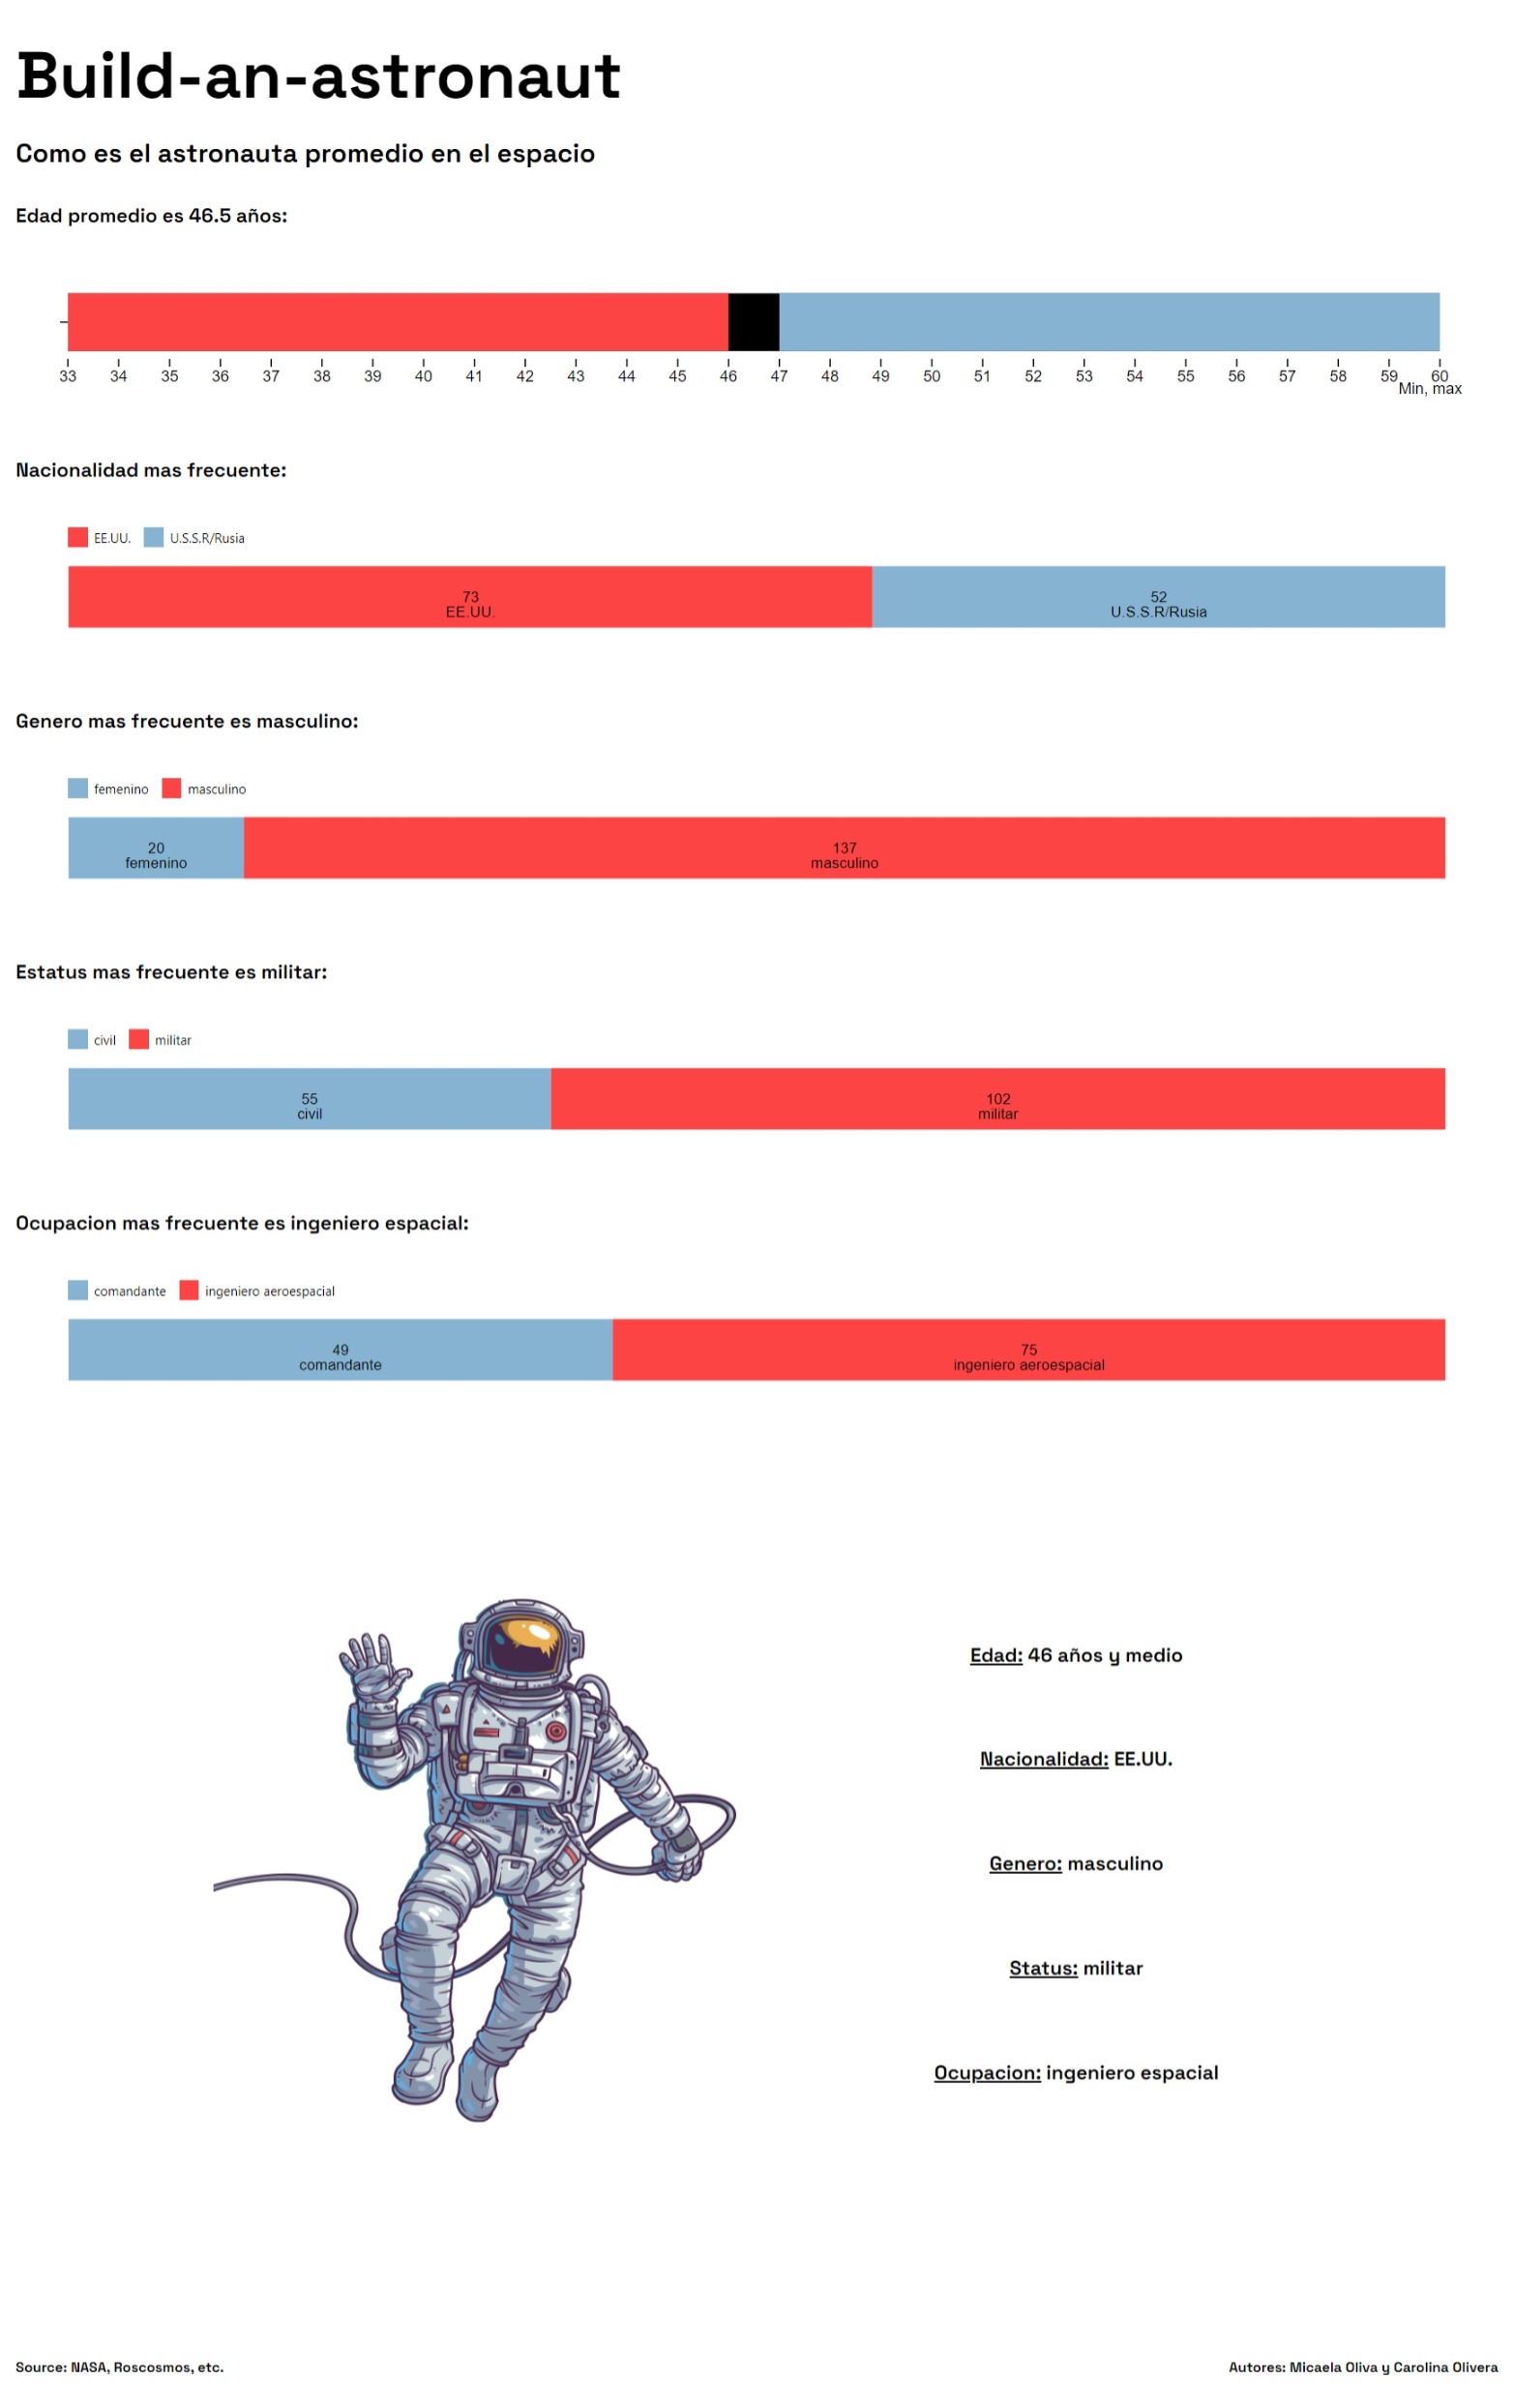 Build-an-astronaut
Como es el astronauta promedio en el espacio
Edad promedio es 46.5 años:
33 34 35 36 37 38 39 40 41 42 43 44 45 46 47 48 49 50 51 52 53 54 55 56 57 58 59 60
Min, max
Nacionalidad mas frecuente:
EE.UU. U.S.S.R/Rusia
73 52
EE.UU. U.S.S.R/Rusia
Genero mas frecuente es masculino:
femenino masculino
20 137
femenino masculino
Estatus mas frecuente es militar:
civil militar
55 102
civil militar
Ocupacion mas frecuente es ingeniero espacial:
comandante ingeniero aeroespacial
49 75
comandante ingeniero aeroespacial
Edad: 46 años y medio
Nacionalidad: EE.UU.
Genero: masculino
Status: militar
Ocupacion: ingeniero espacial
Source: NASA, Roscosmos, etc. Autores: Micaela Oliva y Carolina Olivera